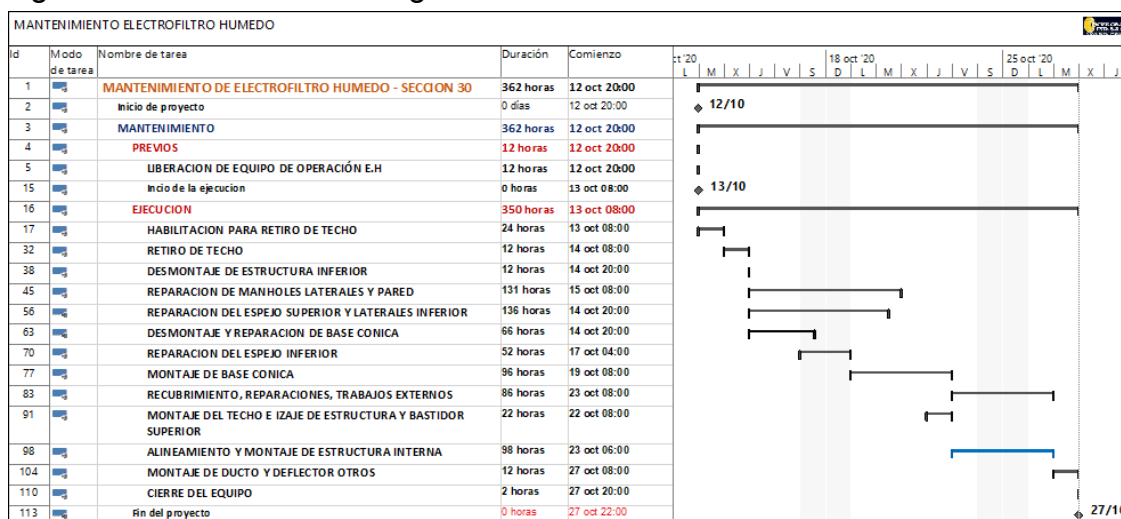 MANTENIMIENTO ELECTROFILTRO HUMEDO
Id Modo de tarea Nombre de tarea Duración Comienzo ct '20 18 oct '20 25 oct '20
L M X J V S D L M X J V S D L M X J
1 MANTENIMIENTO DE ELECTROFILTRO HUMEDO - SECCION 30 362 horas 12 oct 20:00
2 Inicio de proyecto 0 días 12 oct 20:00 12/10
3 MANTENIMIENTO 362 horas 12 oct 20:00
4 PREVIOS 12 horas 12 oct 20:00
5 LIBERACION DE EQUIPO DE OPERACIÓN E.H 12 horas 12 oct 20:00
15 Incio de la ejecucion 0 horas 13 oct 08:00 13/10
16 EJECUCION 350 horas 13 oct 08:00
17 HABILITACION PARA RETIRO DE TECHO 24 horas 13 oct 08:00
32 RETIRO DE TECHO 12 horas 14 oct 08:00
38 DESMONTAJE DE ESTRUCTURA INFERIOR 12 horas 14 oct 20:00
45 REPARACION DE MANHOLES LATERALES Y PARED 131 horas 15 oct 08:00
56 REPARACION DEL ESPEJO SUPERIOR Y LATERALES INFERIOR 136 horas 14 oct 20:00
63 DESMONTAJE Y REPARACION DE BASE CONICA 66 horas 14 oct 20:00
70 REPARACION DEL ESPEJO INFERIOR 52 horas 17 oct 04:00
77 MONTAJE DE BASE CONICA 96 horas 19 oct 08:00
83 RECUBRIMIENTO, REPARACIONES, TRABAJOS EXTERNOS 86 horas 23 oct 08:00
91 MONTAJE DEL TECHO E IZAJE DE ESTRUCTURA Y BASTIDOR 22 horas 22 oct 08:00
SUPERIOR
98 ALINEAMIENTO Y MONTAJE DE ESTRUCTURA INTERNA 98 horas 23 oct 06:00
104 MONTAJE DE DUCTO Y DEFLECTOR OTROS 12 horas 27 oct 08:00
110 CIERRE DEL EQUIPO 2 horas 27 oct 20:00
113 Fin del proyecto 0 horas 27 oct 22:00 27/10